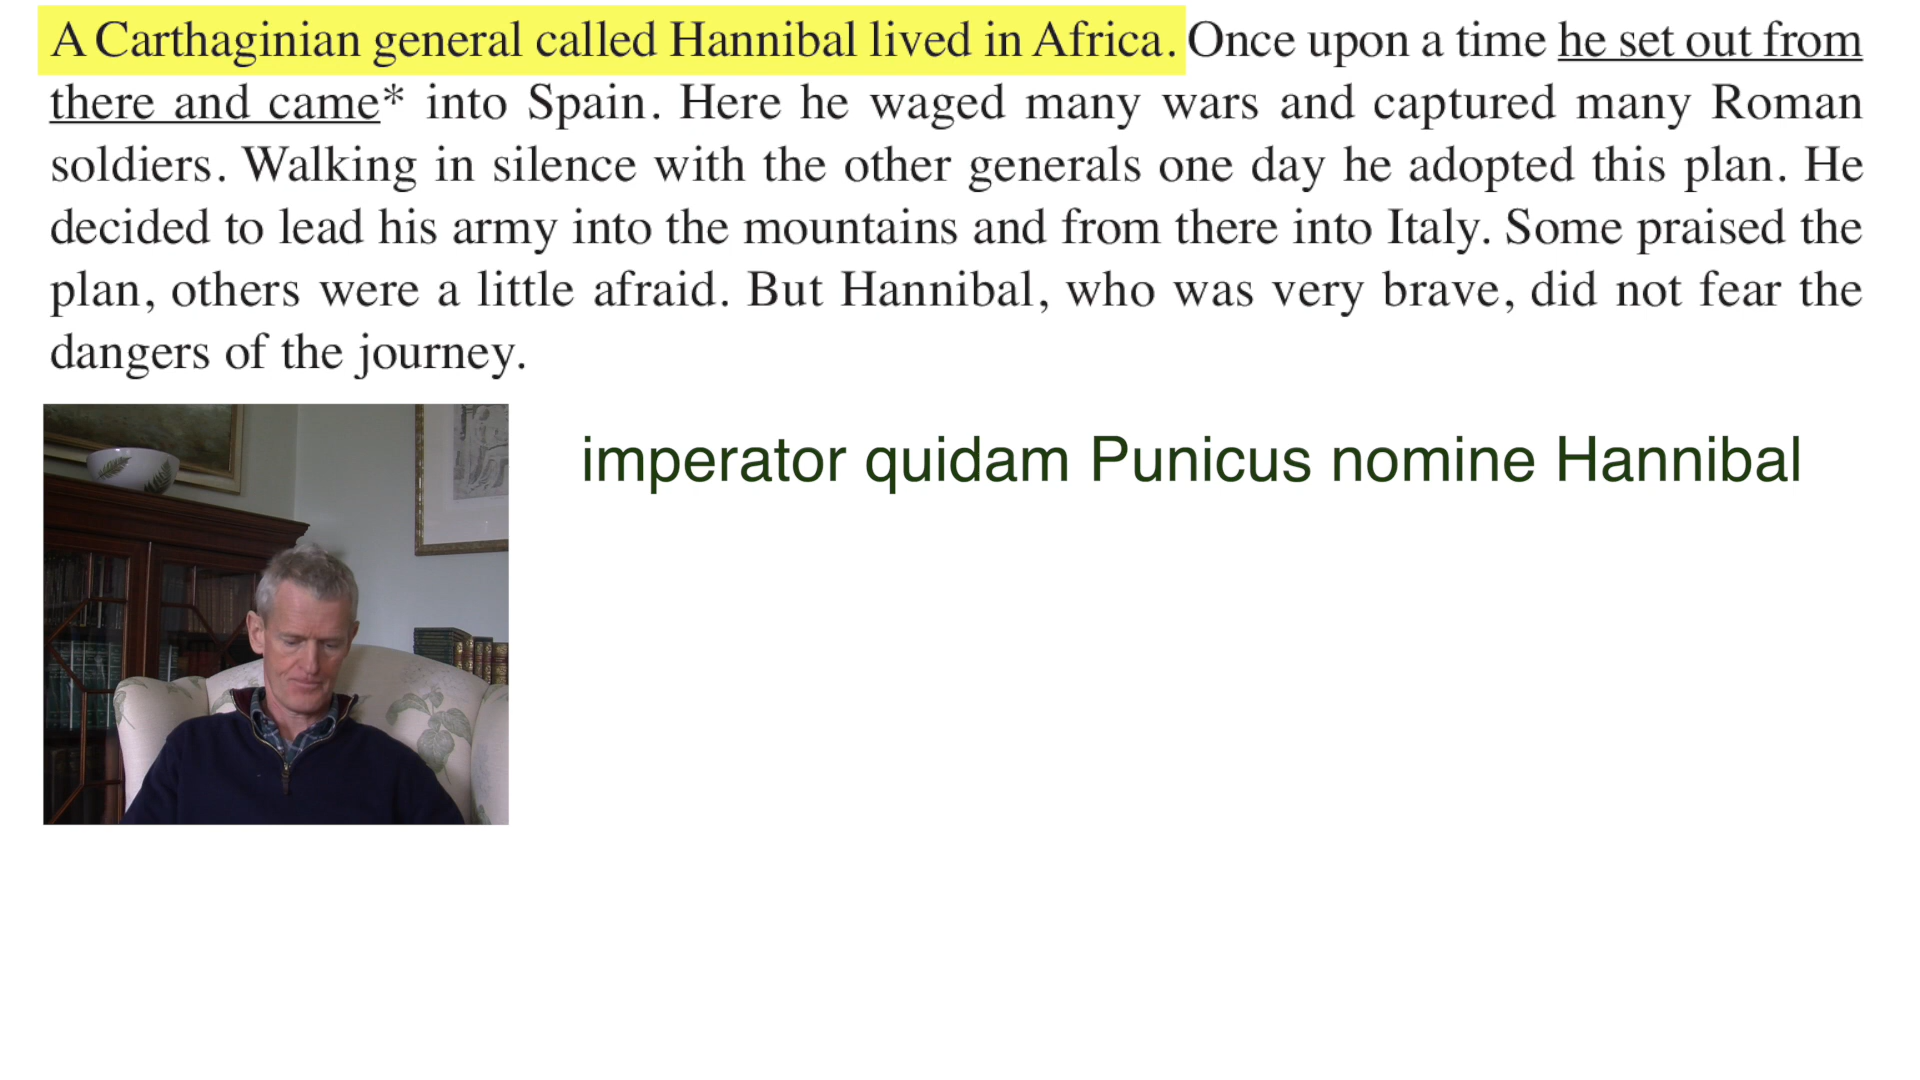 A Carthaginian general called Hannibal lived in Africa. Once upon a time he set out from
there and came* into Spain. Here he waged many wars and captured many Roman
soldiers. Walking in silence with the other generals one day he adopted this plan. He
decided to lead his army into the mountains and from there into Italy. Some praised the
plan, others were a little afraid. But Hannibal, who was very brave, did not fear the
dangers of the journey.
imperator quidam Punicus nomine Hannibal